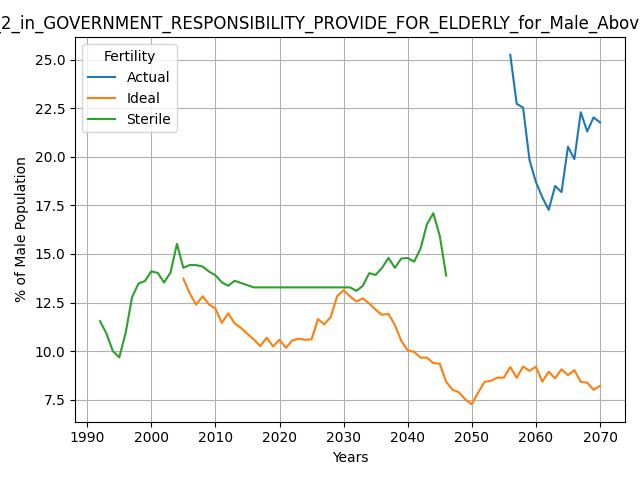 _2_in_GOVERNMENT_RESPONSIBILITY_PROVIDE_FOR_ELDERLY_for_Male_Abov
Fertility
Actual
Ideal
Sterile
% of Male Population
25.0
22.5
20.0
17.5
15.0
12.5
10.0
7.5
1990 2000 2010 2020 2030 2040 2050 2060 2070
Years